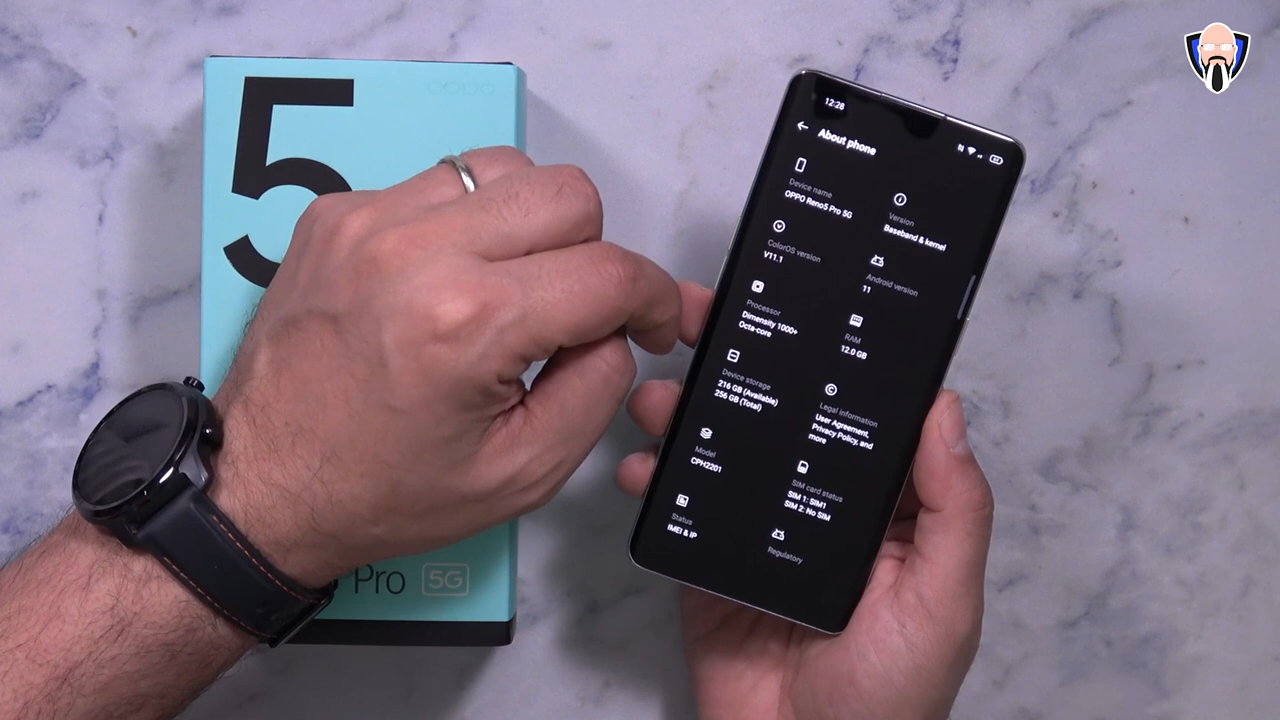 5
oppo
Pro 5G
12:28
About phone
Device name
OPPO Reno5 Pro 5G
Version
Baseband & kernel
ColorOS version
V11.1
Android version
11
Processor
Dimensity 1000+
Octa-core
RAM
12.0 GB
Device storage
216 GB (Available)
256 GB (Total)
Legal information
User Agreement,
Privacy Policy, and
more
Model
CPH2201
SIM card status
SIM 1: SIM1
SIM 2: No SIM
Status
IMEI & IP
Regulatory